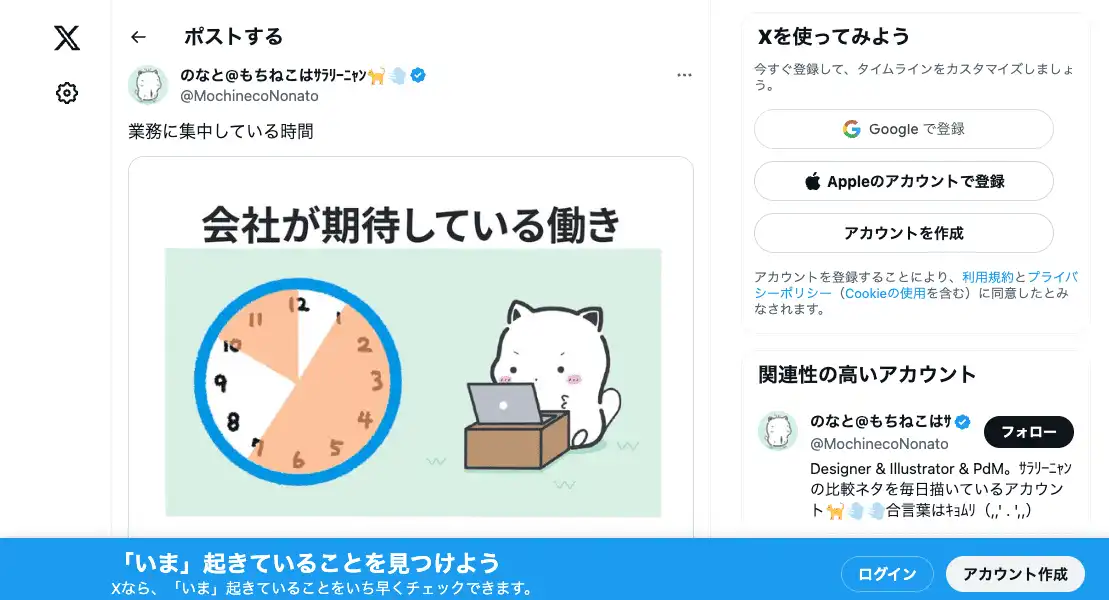 ポストする
のなと@もちねこはｻﾗﾘｰﾆｬﾝ🐈💨
@MochinecoNonato
業務に集中している時間
会社が期待している働き
12
1
2
3
4
5
6
7
8
9
10
11
Xを使ってみよう
今すぐ登録して、タイムラインをカスタマイズしましょ
う。
Google で登録
Appleのアカウントで登録
アカウントを作成
アカウントを登録することにより、利用規約とプライバ
シーポリシー（Cookieの使用を含む）に同意したとみ
なされます。
関連性の高いアカウント
のなと@もちねこはサ
フォロー
@MochinecoNonato
Designer & Illustrator & PdM。ｻﾗﾘｰﾆｬﾝ
の比較ネタを毎日描いているアカウン
ト🐈💨💨合言葉はｷｮﾑﾘ（,,' . ',,）
「いま」起きていることを見つけよう
Xなら、「いま」起きていることをいち早くチェックできます。
ログイン
アカウント作成